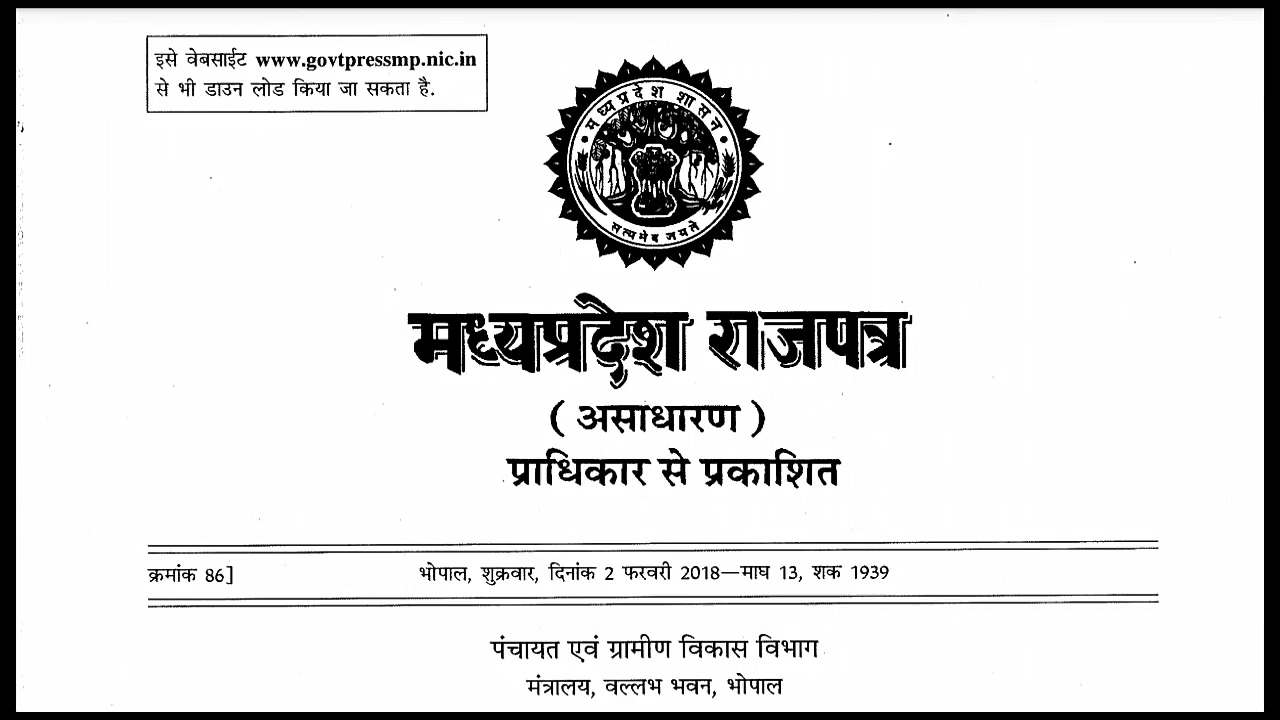 इसे वेबसाईट www.govtpressmp.nic.in
से भी डाउन लोड किया जा सकता है.
मध्यप्रदेश शासन
सत्यमेब जयते
मध्यप्रदेश राजपत्र
( असाधारण )
प्राधिकार से प्रकाशित
क्रमांक 86]
भोपाल, शुक्रवार, दिनांक 2 फरवरी 2018—माघ 13, शक 1939
पंचायत एवं ग्रामीण विकास विभाग
मंत्रालय, वल्लभ भवन, भोपाल